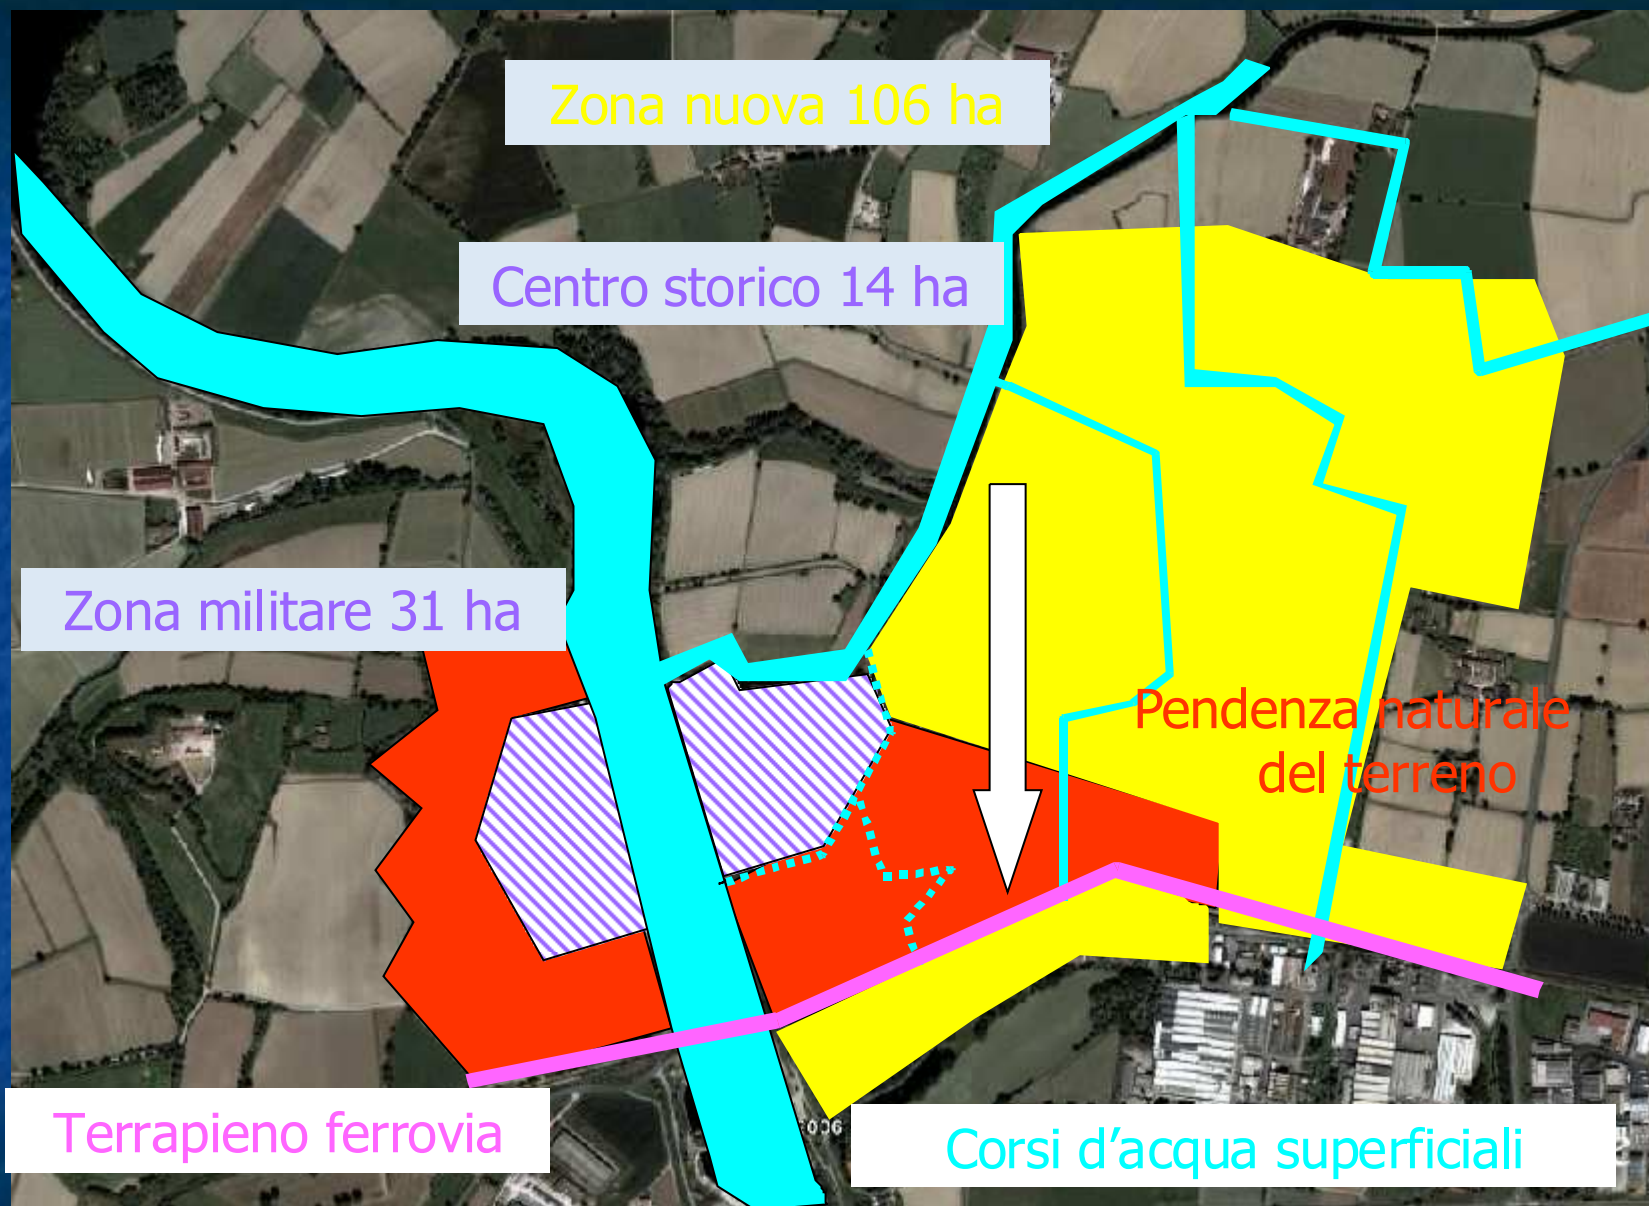 Zona nuova 106 ha
Centro storico 14 ha
Zona militare 31 ha
Pendenza naturale
del terreno
Terrapieno ferrovia
006
Corsi d’acqua superficiali